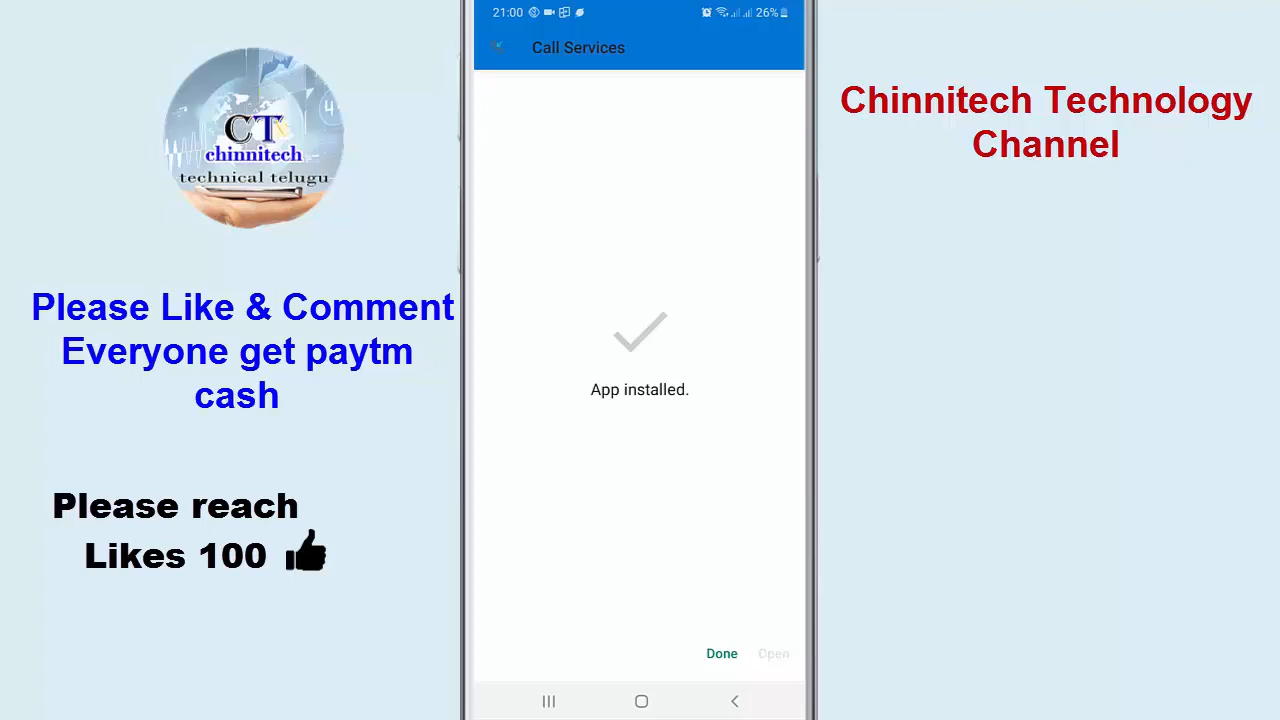 CT
chinnitech
technical telugu
Please Like & Comment
Everyone get paytm
cash
Please reach
Likes 100
21:00
26%
Call Services
App installed.
Done
Open
Chinnitech Technology
Channel